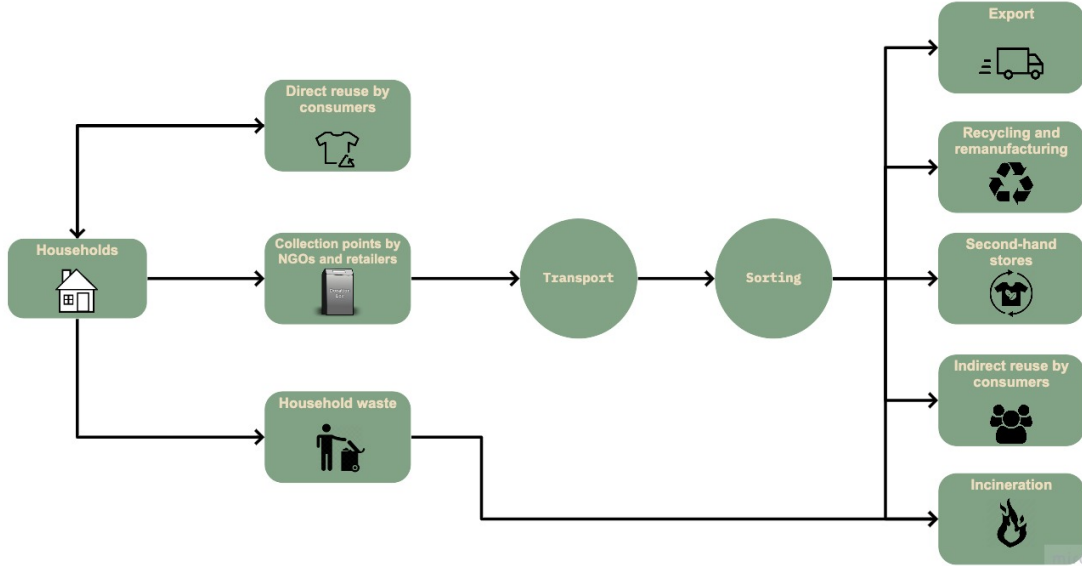 Export
Direct reuse by
consumers
Recycling and
remanufacturing
Households
Collection points by
NGOs and retailers
Transport
Sorting
Second-hand
stores
Household waste
Indirect reuse by
consumers
Incineration